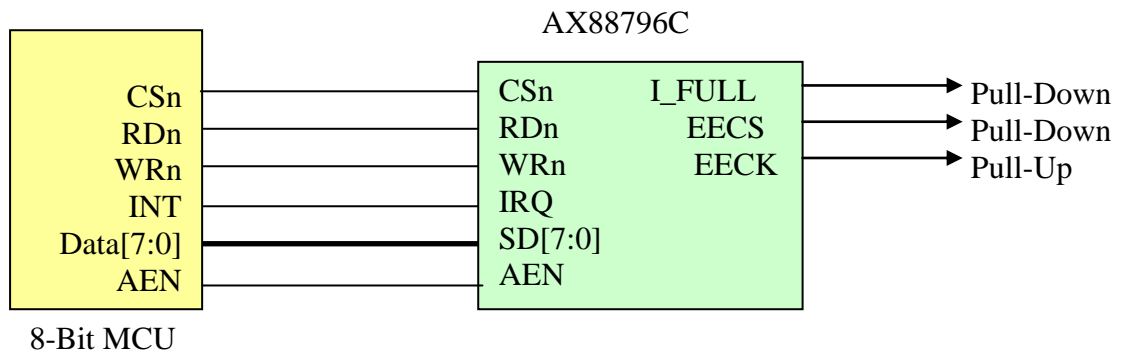 AX88796C
CSn
RDn
WRn
INT
Data[7:0]
AEN
8-Bit MCU
CSn I_FULL
RDn EECS
WRn EECK
IRQ
SD[7:0]
AEN
Pull-Down
Pull-Down
Pull-Up